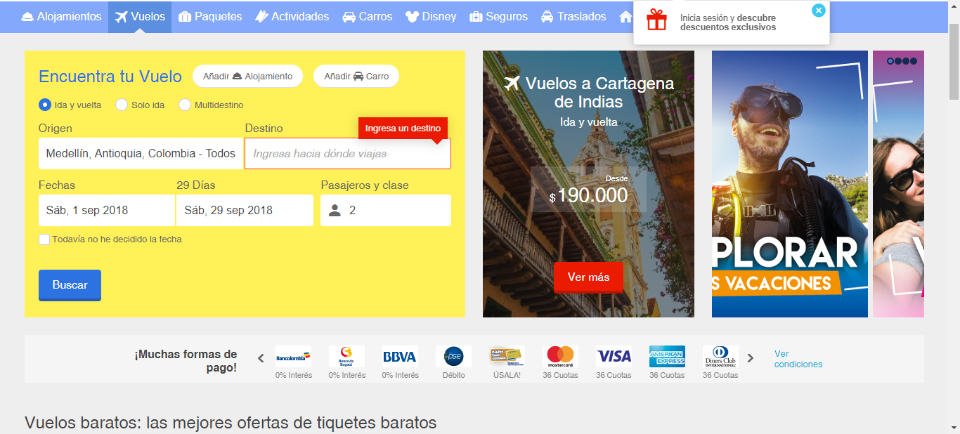 Alojamientos Vuelos Paquetes Actividades Carros Disney Seguros Traslados
Inicia sesión y descubre
descuentos exclusivos
Encuentra tu Vuelo
Añadir Alojamiento
Añadir Carro
Ida y vuelta Solo ida Multidestino
Origen Destino
Ingresa un destino
Medellín, Antioquia, Colombia - Todos
Ingresa hacia dónde viajas
Fechas 29 Días Pasajeros y clase
Sáb, 1 sep 2018 Sáb, 29 sep 2018 2
Todavía no he decidido la fecha
Buscar
Vuelos a Cartagena
de Indias
Ida y vuelta
Desde
$190.000
Ver más
PLORAR
S VACACIONES
V
¡Muchas formas de
pago!
Bancolombia
Banco de Bogotá
BBVA
pse
mastercard
VISA
AMERICAN EXPRESS
Diners Club
INTERNATIONAL
0% Interés 0% Interés 0% Interés Débito ÚSALA! 36 Cuotas 36 Cuotas 36 Cuotas 36 Cuotas
Ver
condiciones
Vuelos baratos: las mejores ofertas de tiquetes baratos